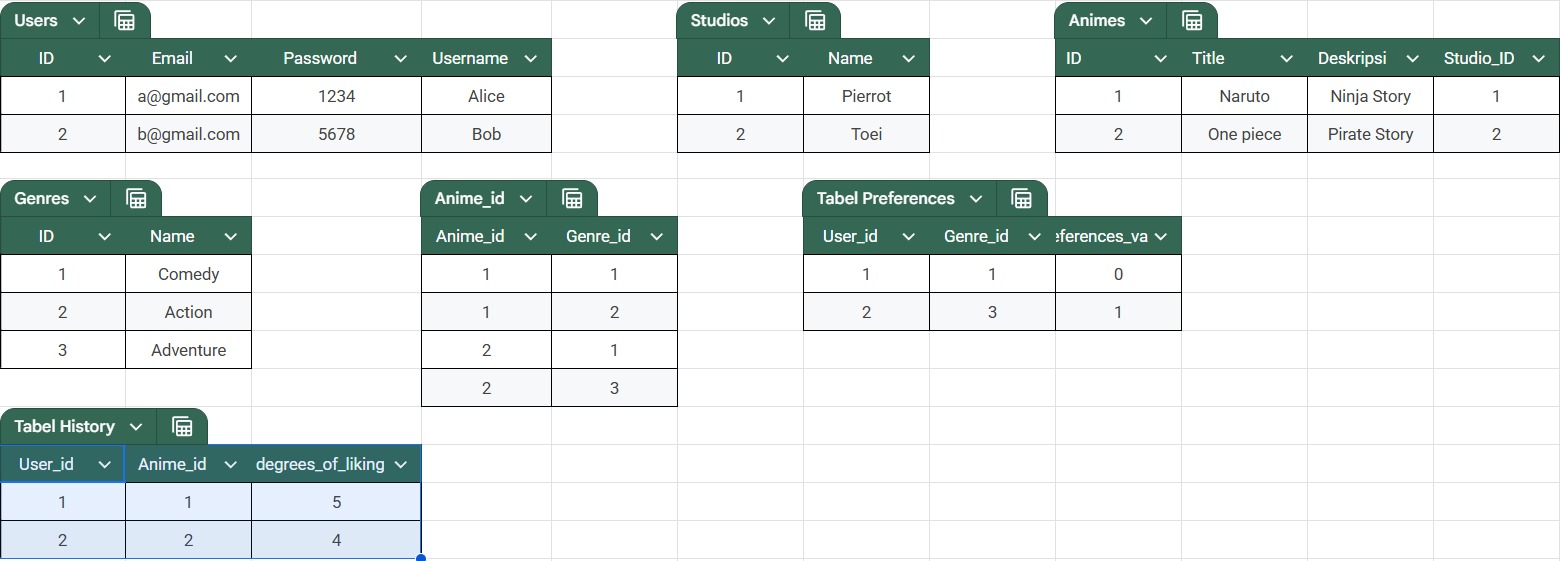 Users Studios Animes
ID Email Password Username ID Name ID Title Deskripsi Studio_ID
1 a@gmail.com 1234 Alice 1 Pierrot 1 Naruto Ninja Story 1
2 b@gmail.com 5678 Bob 2 Toei 2 One piece Pirate Story 2
Genres Anime_id Tabel Preferences
ID Name Anime_id Genre_id User_id Genre_id eferences_va
1 Comedy 1 1 1 1 0
2 Action 1 2 2 3 1
3 Adventure 2 1
2 3
Tabel History
User_id Anime_id degrees_of_liking
1 1 5
2 2 4